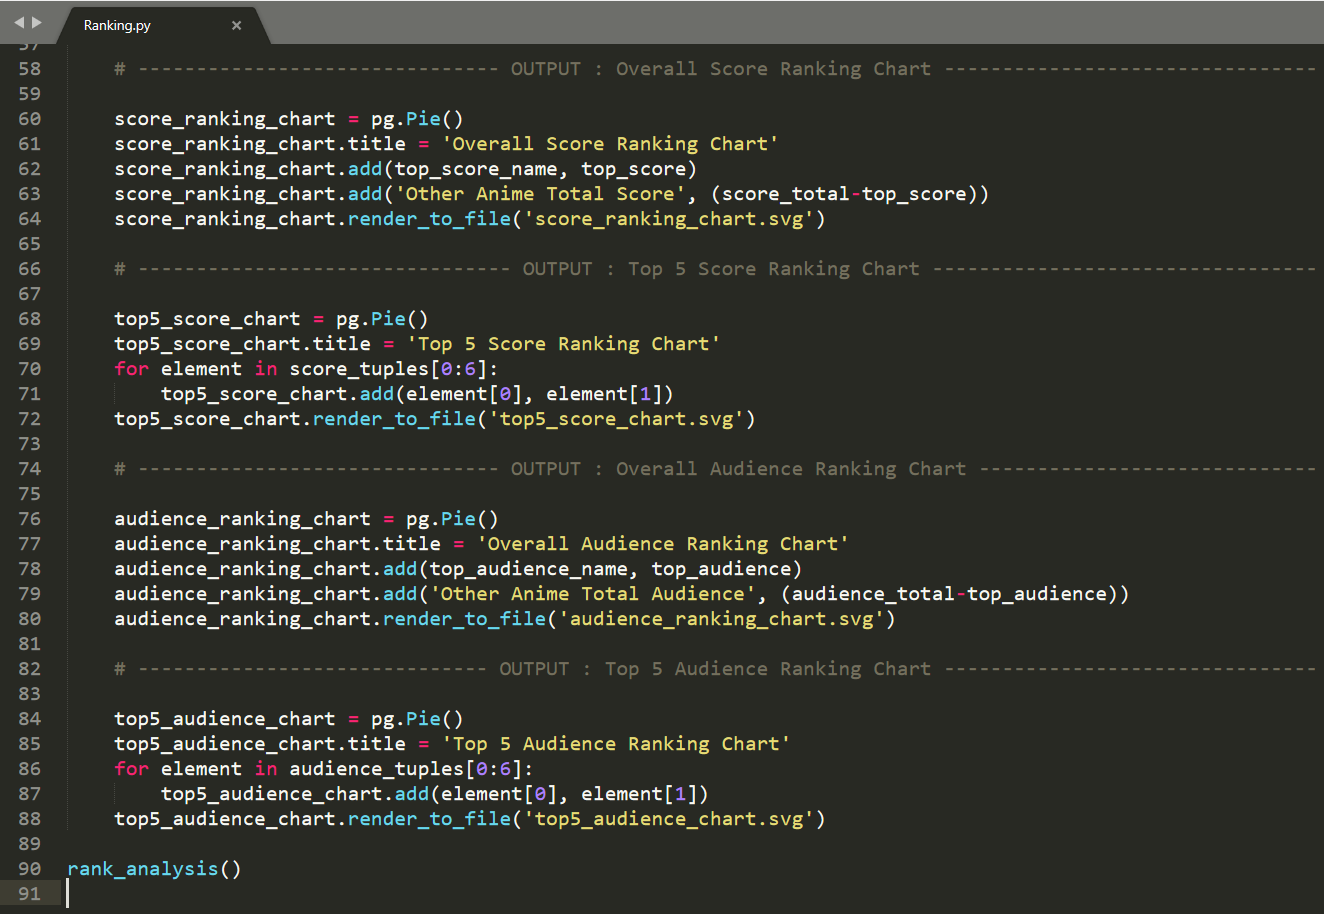 Ranking.py
57
58 # ------------------------------- OUTPUT : Overall Score Ranking Chart --------------------------------
59
60 score_ranking_chart = pg.Pie()
61 score_ranking_chart.title = 'Overall Score Ranking Chart'
62 score_ranking_chart.add(top_score_name, top_score)
63 score_ranking_chart.add('Other Anime Total Score', (score_total-top_score))
64 score_ranking_chart.render_to_file('score_ranking_chart.svg')
65
66 # -------------------------------- OUTPUT : Top 5 Score Ranking Chart ---------------------------------
67
68 top5_score_chart = pg.Pie()
69 top5_score_chart.title = 'Top 5 Score Ranking Chart'
70 for element in score_tuples[0:6]:
71 top5_score_chart.add(element[0], element[1])
72 top5_score_chart.render_to_file('top5_score_chart.svg')
73
74 # ------------------------------- OUTPUT : Overall Audience Ranking Chart -----------------------------
75
76 audience_ranking_chart = pg.Pie()
77 audience_ranking_chart.title = 'Overall Audience Ranking Chart'
78 audience_ranking_chart.add(top_audience_name, top_audience)
79 audience_ranking_chart.add('Other Anime Total Audience', (audience_total-top_audience))
80 audience_ranking_chart.render_to_file('audience_ranking_chart.svg')
81
82 # ------------------------------ OUTPUT : Top 5 Audience Ranking Chart --------------------------------
83
84 top5_audience_chart = pg.Pie()
85 top5_audience_chart.title = 'Top 5 Audience Ranking Chart'
86 for element in audience_tuples[0:6]:
87 top5_audience_chart.add(element[0], element[1])
88 top5_audience_chart.render_to_file('top5_audience_chart.svg')
89
90 rank_analysis()
91